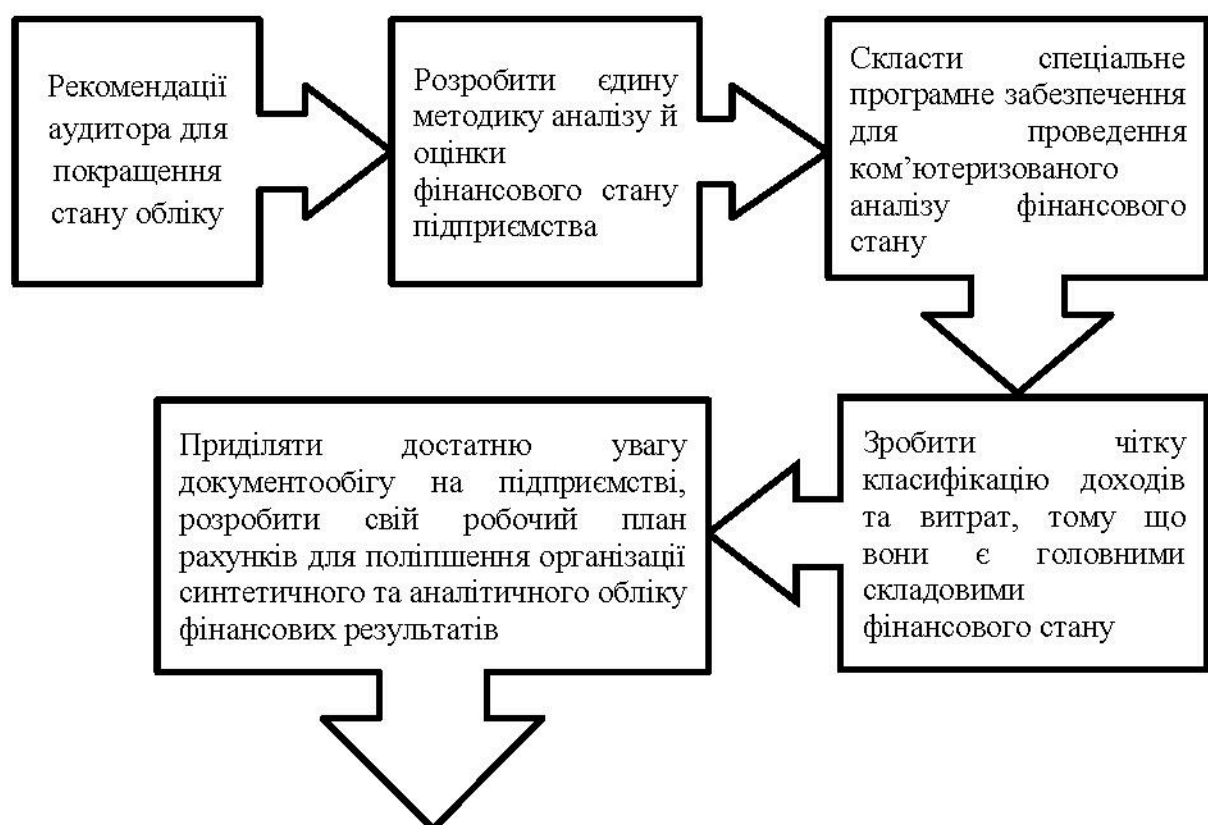 Рекомендації
аудитора для
покращення
стану обліку
Розробити єдину
методику аналізу й
оцінки
фінансового стану
підприємства
Скласти спеціальне
програмне забезпечення
для проведення
ком’ютеризованого
аналізу фінансового
стану
Зробити чітку
класифікацію доходів
та витрат, тому що
вони є головними
складовими
фінансового стану
Приділяти достатню увагу
документообігу на підприємстві,
розробити свій робочий план
рахунків для поліпшення організації
синтетичного та аналітичного обліку
фінансових результатів